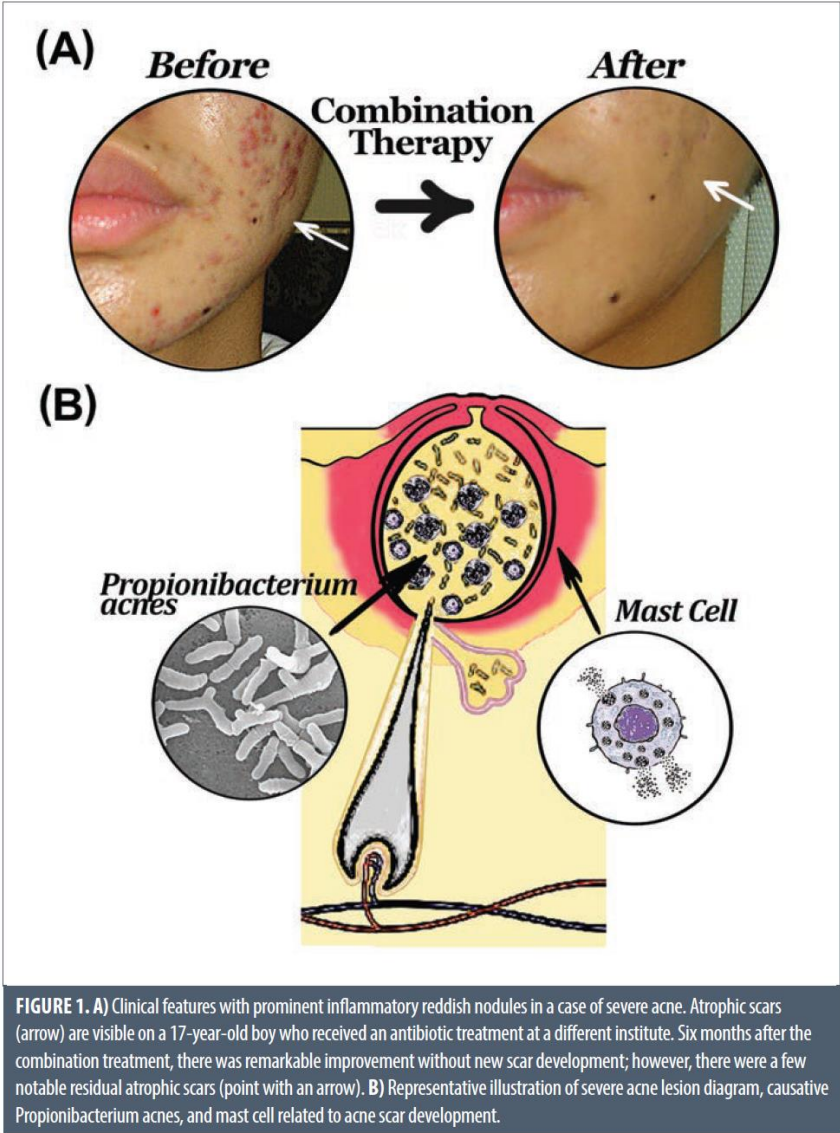 (A)
Before
After
Combination
Therapy
(B)
Propionibacterium
acnes
Mast Cell
FIGURE 1. A) Clinical features with prominent inflammatory reddish nodules in a case of severe acne. Atrophic scars
(arrow) are visible on a 17-year-old boy who received an antibiotic treatment at a different institute. Six months after the
combination treatment, there was remarkable improvement without new scar development; however, there were a few
notable residual atrophic scars (point with an arrow). B) Representative illustration of severe acne lesion diagram, causative
Propionibacterium acnes, and mast cell related to acne scar development.